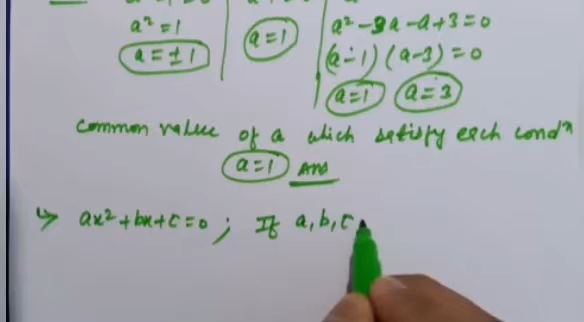 a² = 1
a = ±1
a = 1
a² - 3a - a + 3 = 0
(a-1) (a-3) = 0
a=1 a=3
common value of a which satisfy each condⁿ
a=1 Ans
↳ ax² + bx + c = 0 ; If a, b, c